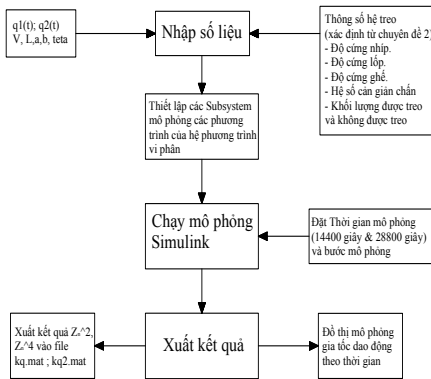 q1(t); q2(t)
V, L,a,b, teta
Nhập số liệu
Thông số hệ treo
(xác định từ chuyên đề 2)
- Độ cứng nhíp.
- Độ cứng lốp.
- Độ cứng ghế.
- Hệ số cản giảm chấn
- Khối lượng được treo
và không được treo
Thiết lập các Subsystem
mô phỏng các phương
trình của hệ phương trình
vi phân
Chạy mô phỏng
Simulink
Đặt Thời gian mô phỏng
(14400 giây & 28800 giây)
và bước mô phỏng
Xuất kết quả
Xuất kết quả
^2,
^4 vào file
kq.mat ; kq2.mat
Đồ thị mô phỏng
gia tốc dao động
theo thời gian